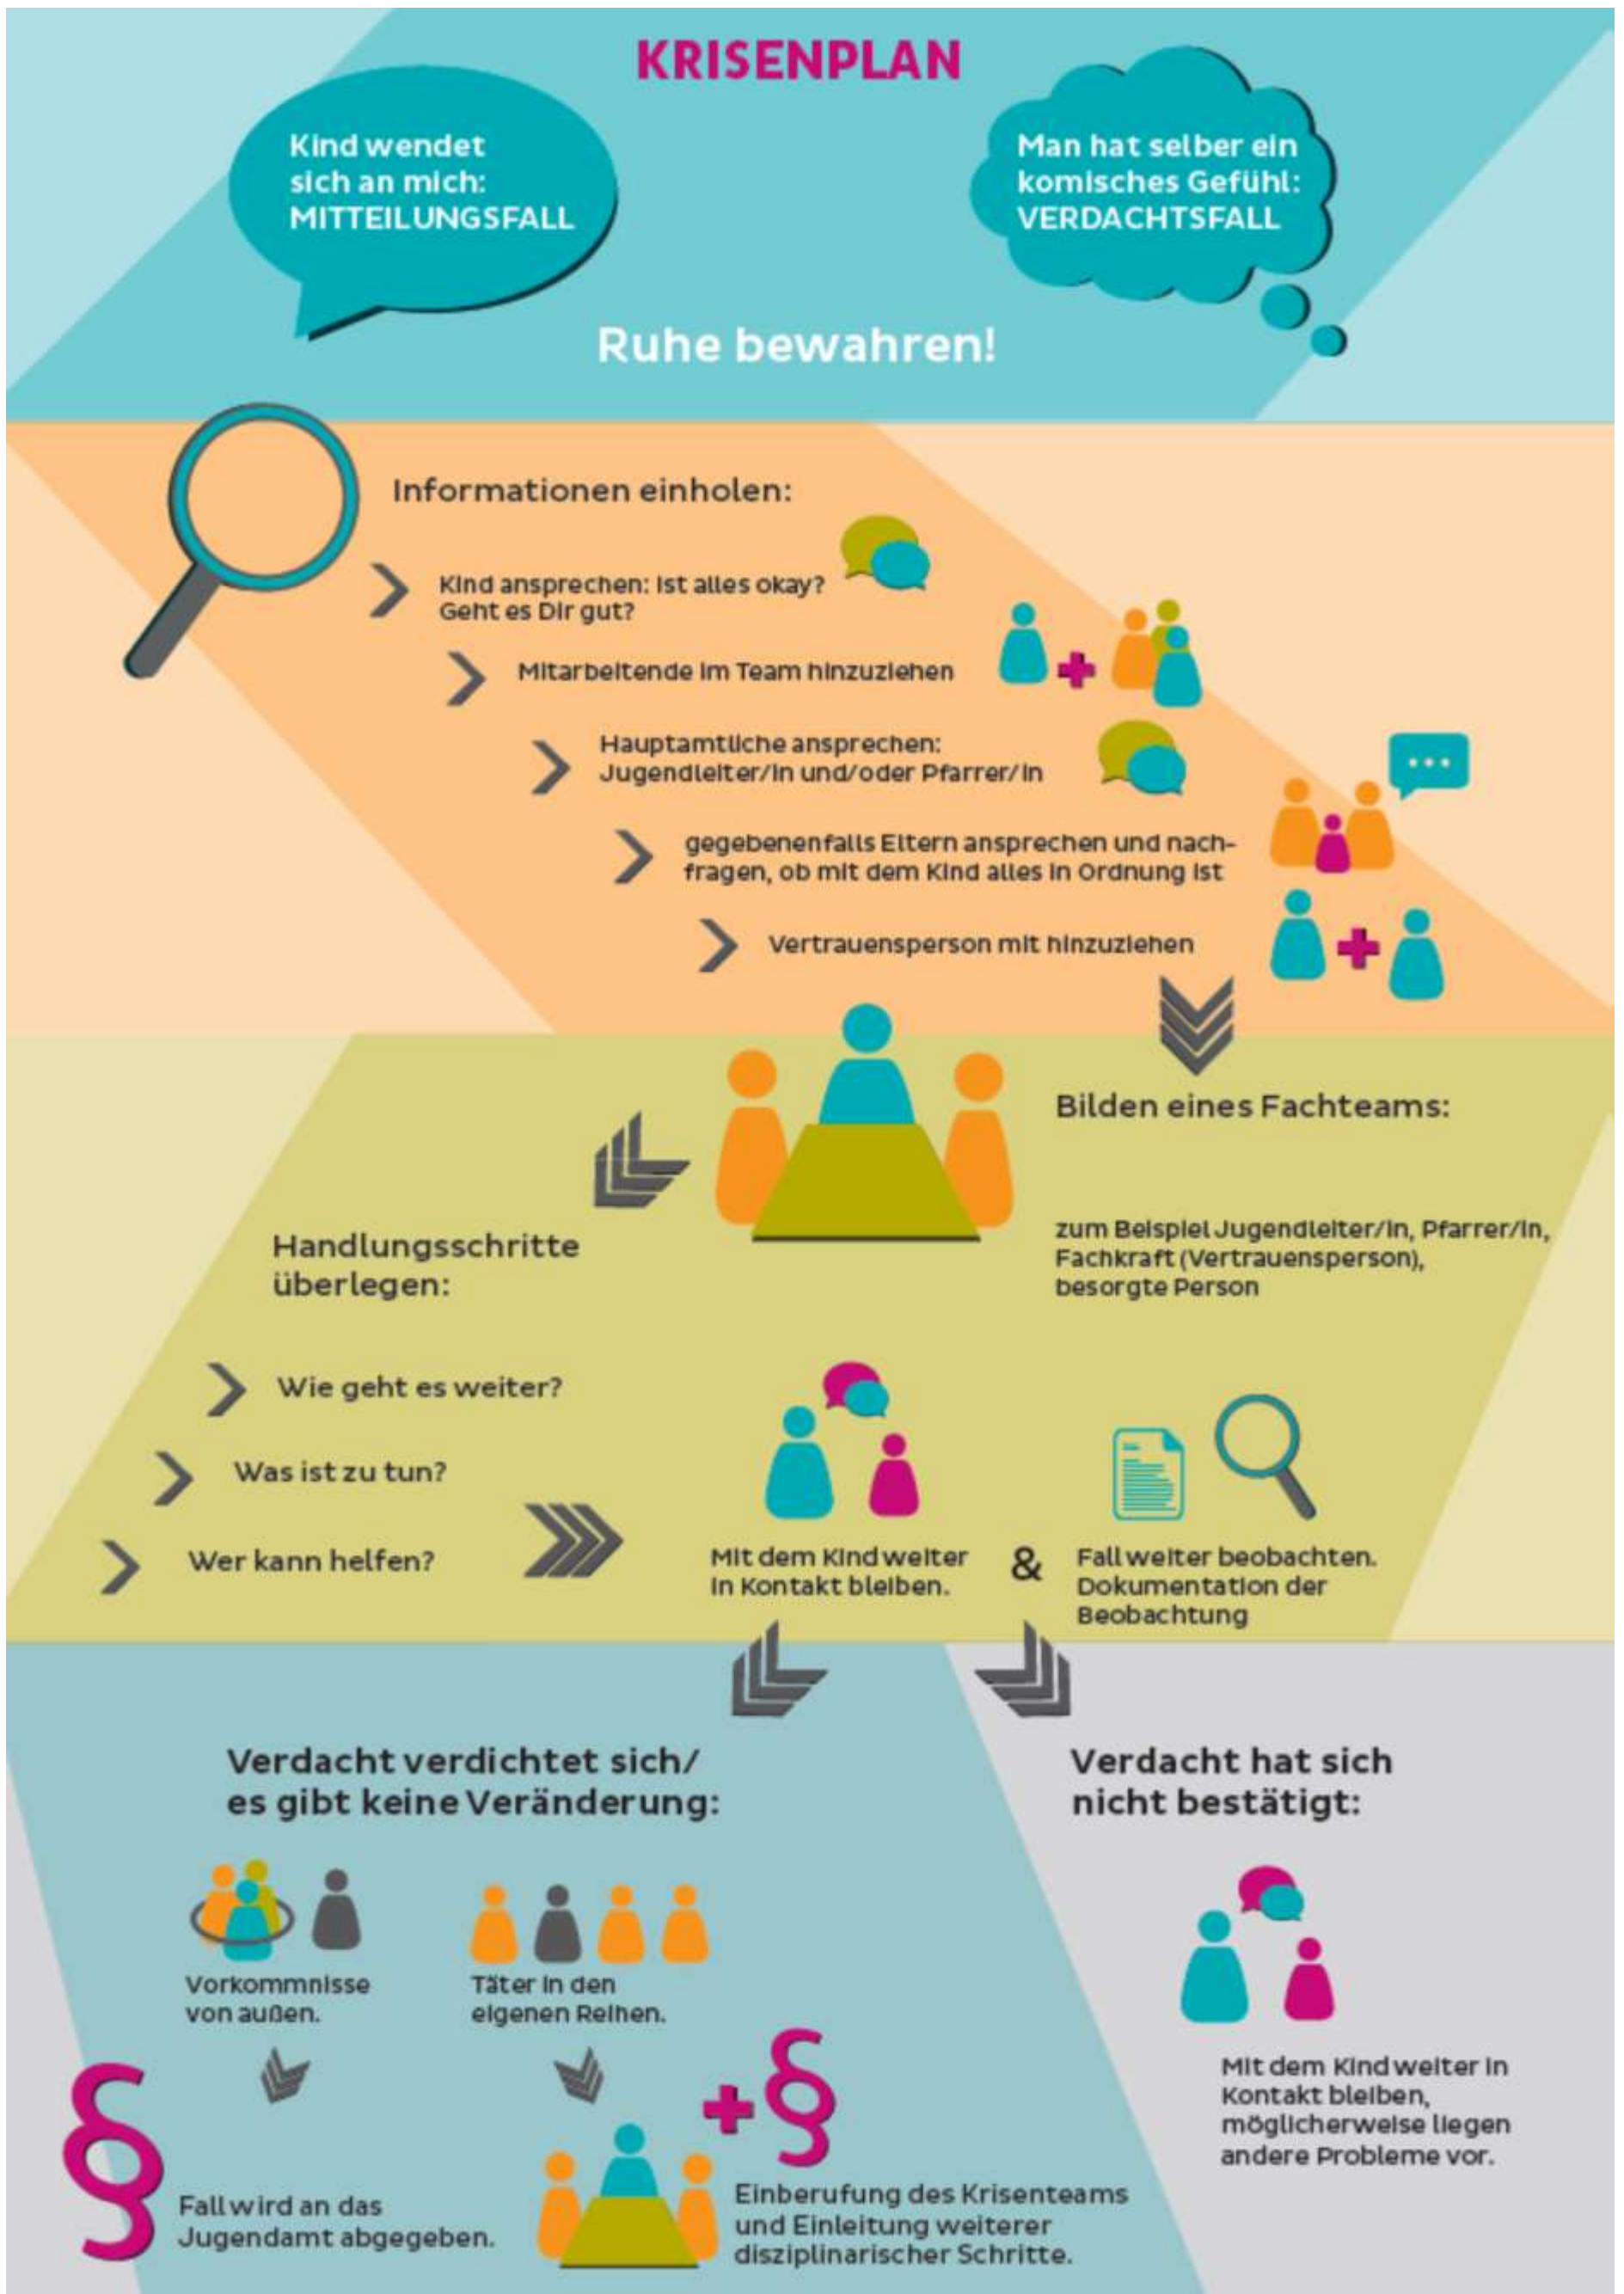 KRISENPLAN
Kind wendet
sich an mich:
MITTEILUNGSFALL
Man hat selber ein
komisches Gefühl:
VERDACHTSFALL
Ruhe bewahren!
Informationen einholen:
Kind ansprechen: Ist alles okay?
Geht es Dir gut?
Mitarbeitende im Team hinzuziehen
Hauptamtliche ansprechen:
Jugendleiter/in und/oder Pfarrer/in
gegebenenfalls Eltern ansprechen und nach-
fragen, ob mit dem Kind alles in Ordnung ist
Vertrauensperson mit hinzuziehen
Bilden eines Fachteams:
zum Beispiel Jugendleiter/in, Pfarrer/in,
Fachkraft (Vertrauensperson),
besorgte Person
Handlungsschritte
überlegen:
Wie geht es weiter?
Was ist zu tun?
Wer kann helfen?
Mit dem Kind weiter
in Kontakt bleiben.
&
Fall weiter beobachten.
Dokumentation der
Beobachtung
Verdacht verdichtet sich/
es gibt keine Veränderung:
Vorkommnisse
von außen.
Täter in den
eigenen Reihen.
§
Fall wird an das
Jugendamt abgegeben.
+§
Einberufung des Krisenteams
und Einleitung weiterer
disziplinarischer Schritte.
Verdacht hat sich
nicht bestätigt:
Mit dem Kind weiter in
Kontakt bleiben,
möglicherweise liegen
andere Probleme vor.